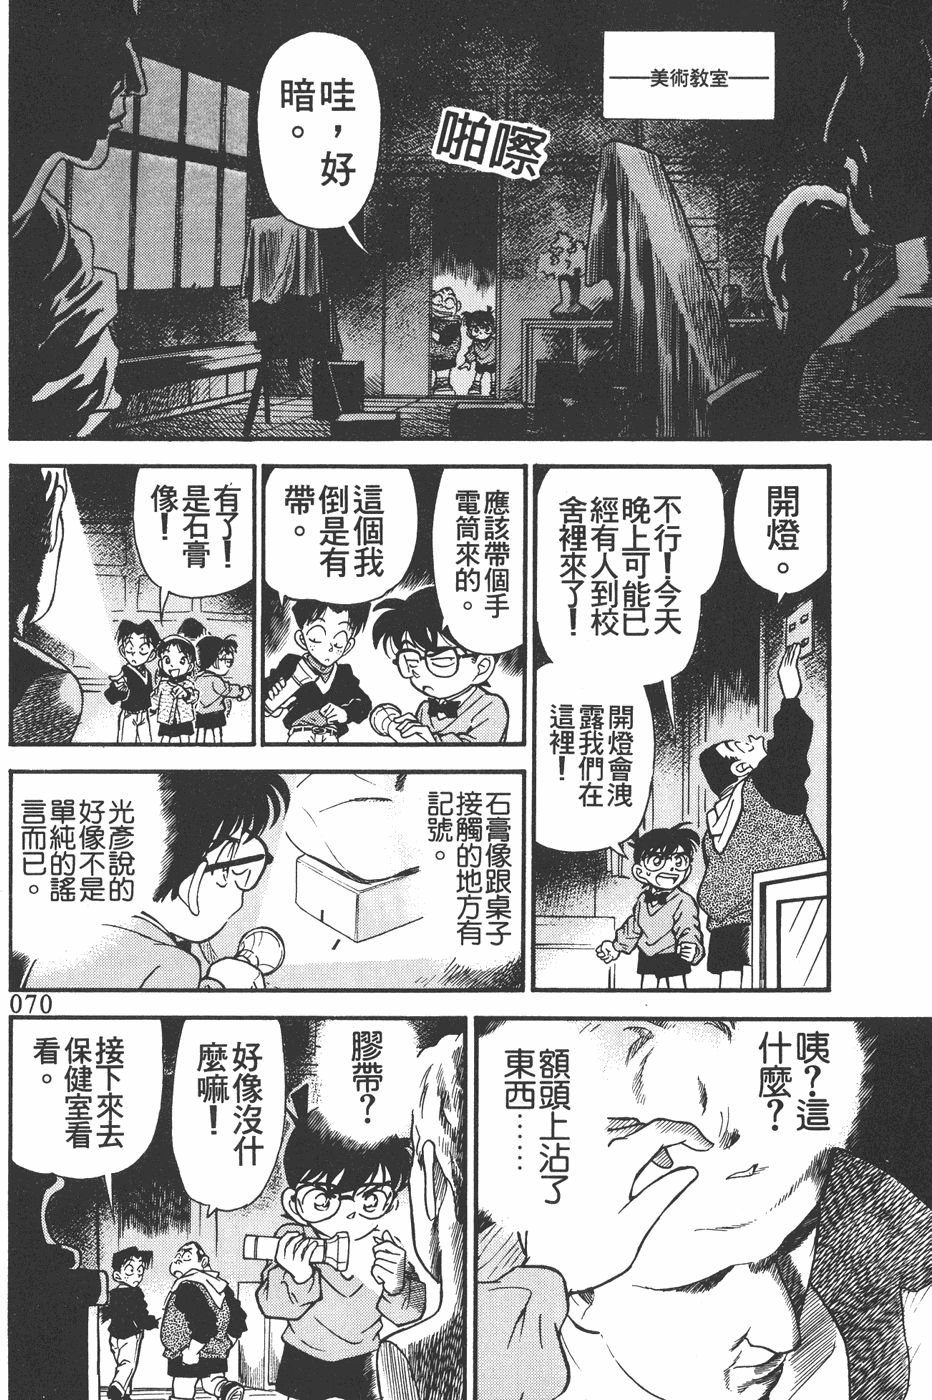 美術教室
啪嚓
哇，好
暗。
開燈。
不行！今天
晚上可能已
經有人到校
舍裡來了！
開燈會洩
露我們在
這裡！
應該帶個手
電筒來的。
這個我
倒是有
帶。
有了！
是石膏
像！
石膏像跟桌子
接觸的地方有
記號。
光彥說的
好像不是
單純的謠
言而已。
070
咦？這
什麼？
額頭上沾了
東西……
膠帶？
好像沒什
麼嘛！
接下來去
保健室看
看。